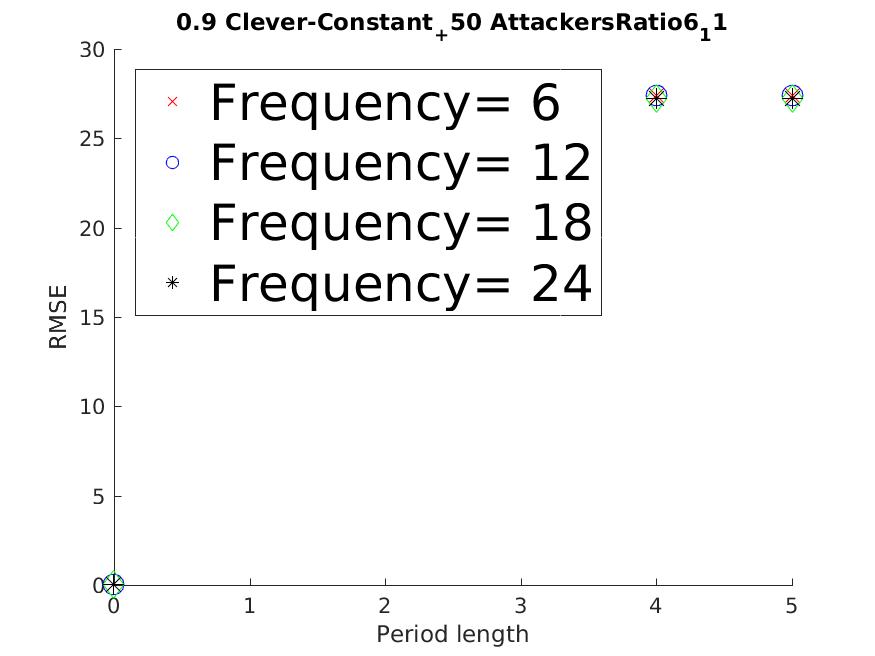 0.9 Clever-Constant₊50 AttackersRatio6₁1
30
25
20
15
10
5
0
RMSE
Frequency= 6
Frequency= 12
Frequency= 18
Frequency= 24
0 1 2 3 4 5
Period length